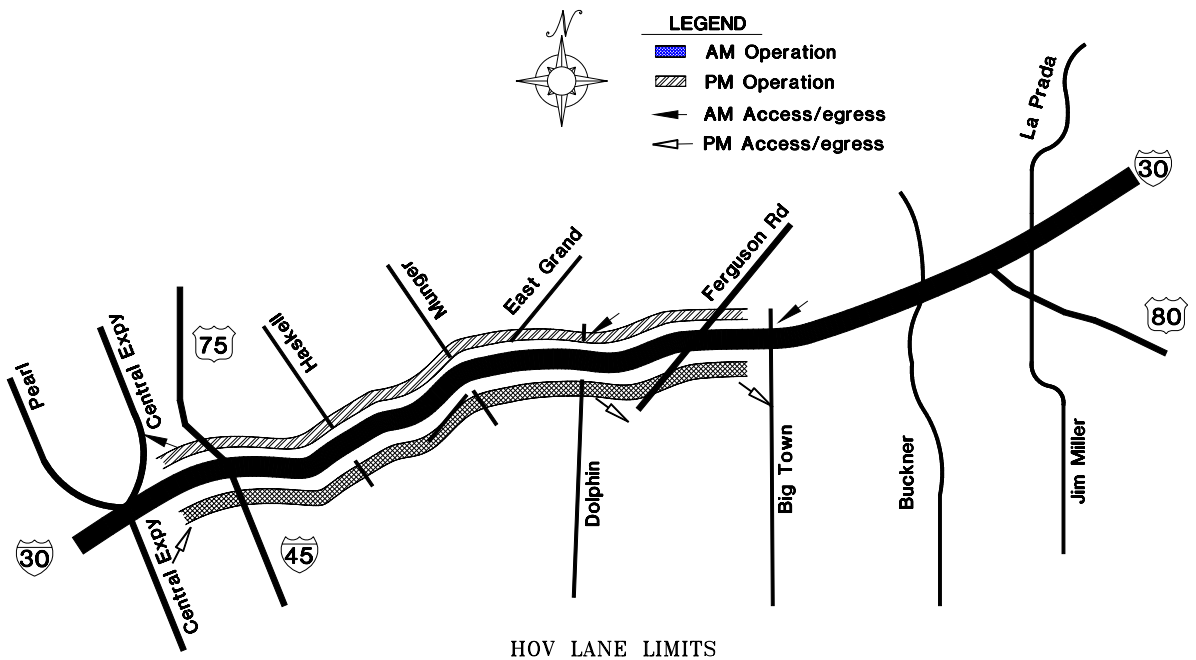 N
LEGEND
AM Operation
PM Operation
AM Access/egress
PM Access/egress
La Prada
30
Ferguson Rd
East Grand
Munger
80
75
Haskell
Central Expy
Pearl
Dolphin
Big Town
Buckner
Jim Miller
30
45
Central Expy
HOV LANE LIMITS